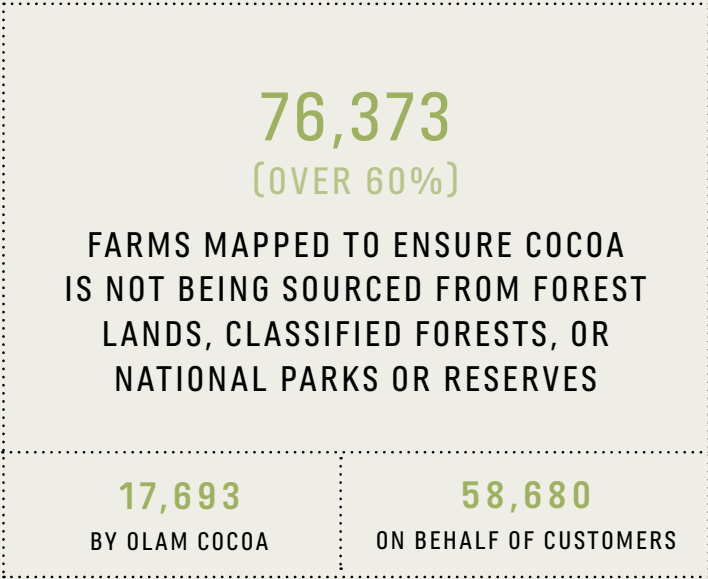 76,373
(OVER 60%)
FARMS MAPPED TO ENSURE COCOA
IS NOT BEING SOURCED FROM FOREST
LANDS, CLASSIFIED FORESTS, OR
NATIONAL PARKS OR RESERVES
17,693
BY OLAM COCOA
58,680
ON BEHALF OF CUSTOMERS